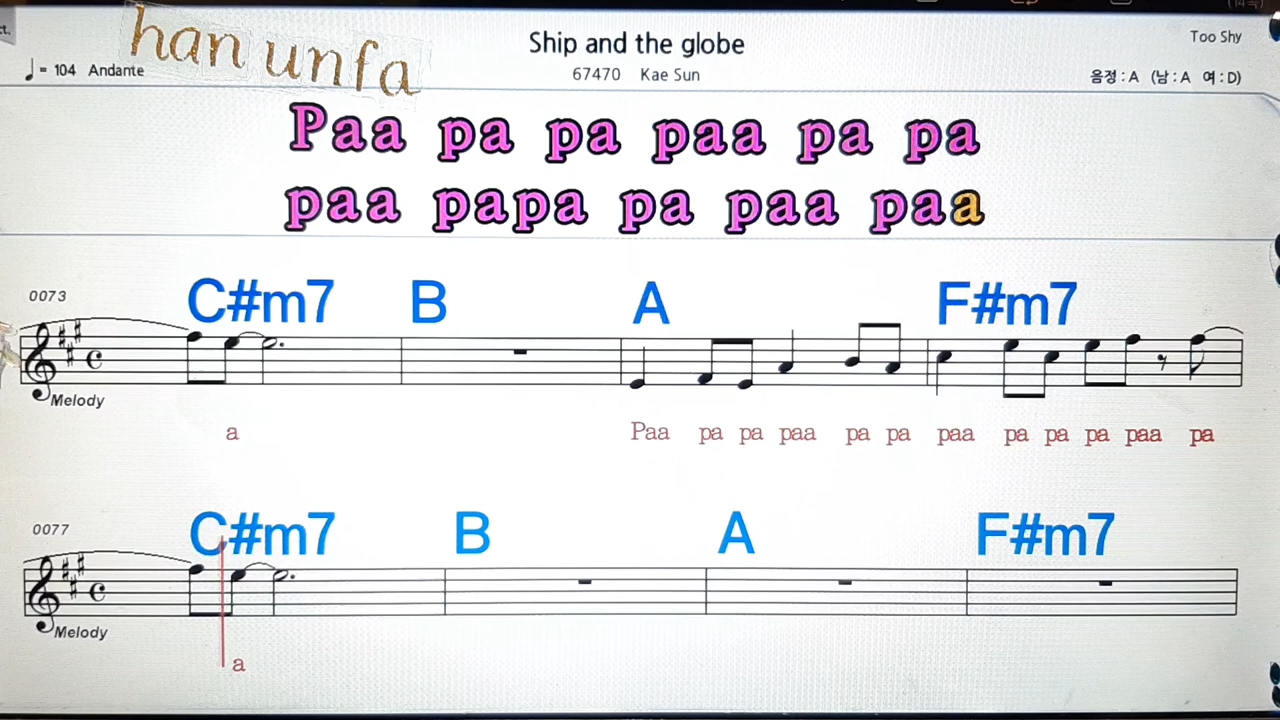 ct.
han unfa
Ship and the globe
Too Shy
♩= 104 Andante
67470 Kae Sun
음정:A (남:A 여:D)
Paa pa pa paa pa pa
paa papa pa paa paa
C#m7 B A F#m7
0073
Melody
a Paa pa pa paa pa pa paa pa pa pa paa pa
C#m7 B A F#m7
0077
Melody
a